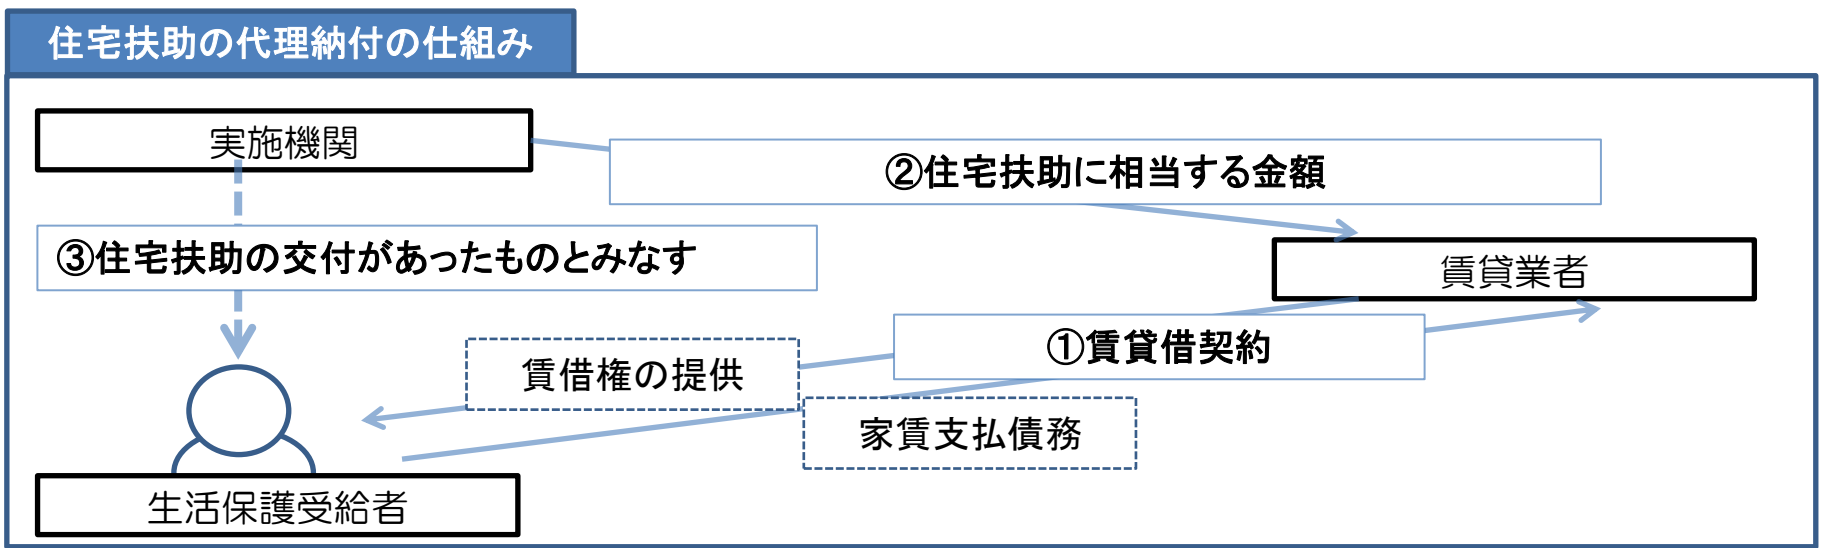 住宅扶助の代理納付の仕組み
実施機関
②住宅扶助に相当する金額
③住宅扶助の交付があったものとみなす
賃貸業者
①賃貸借契約
賃借権の提供
家賃支払債務
生活保護受給者